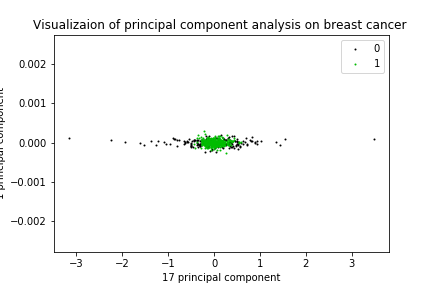 Visualizaion of principal component analysis on breast cancer
0
1
0.002
0.001
0.000
−0.001
−0.002
1 principal component
−3 −2 −1 0 1 2 3
17 principal component